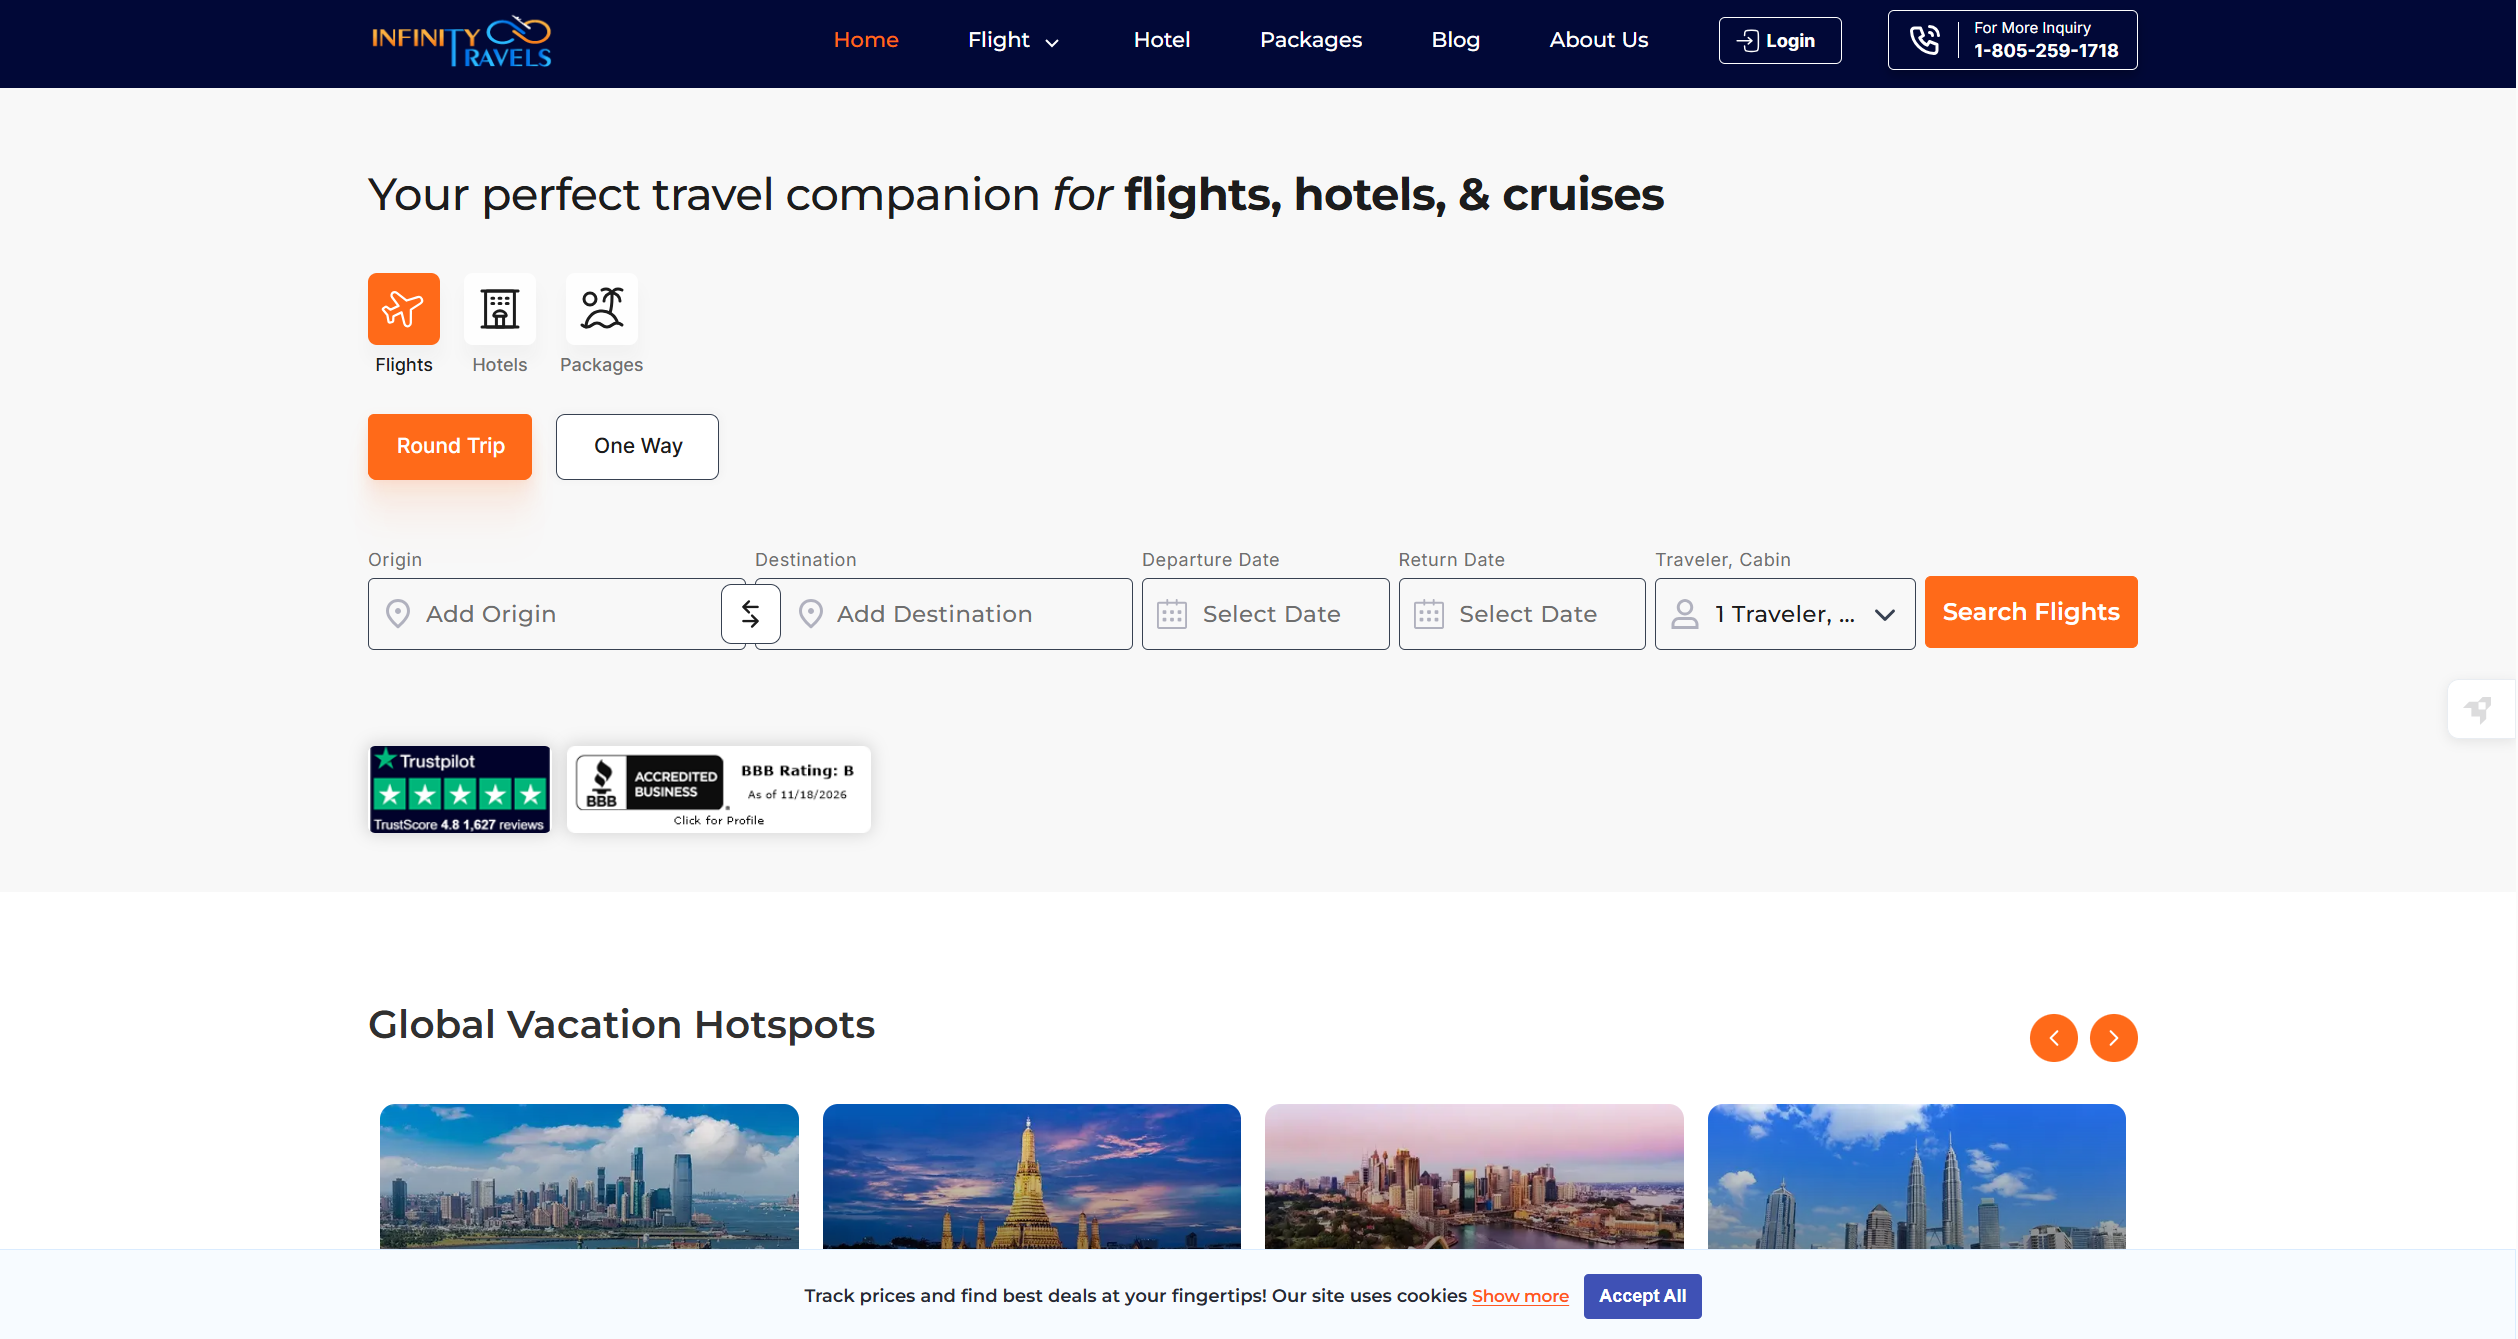 INFINITY TRAVELS
Home
Flight
Hotel
Packages
Blog
About Us
Login
For More Inquiry
1-805-259-1718
Your perfect travel companion for flights, hotels, & cruises
Flights
Hotels
Packages
Round Trip
One Way
Origin
Destination
Departure Date
Return Date
Traveler, Cabin
Add Origin
Add Destination
Select Date
Select Date
1 Traveler, ...
Search Flights
Trustpilot
TrustScore 4.8 1,627 reviews
BBB
ACCREDITED
BUSINESS
BBB Rating: B
As of 11/18/2026
Click for Profile
Global Vacation Hotspots
Track prices and find best deals at your fingertips! Our site uses cookies Show more
Accept All